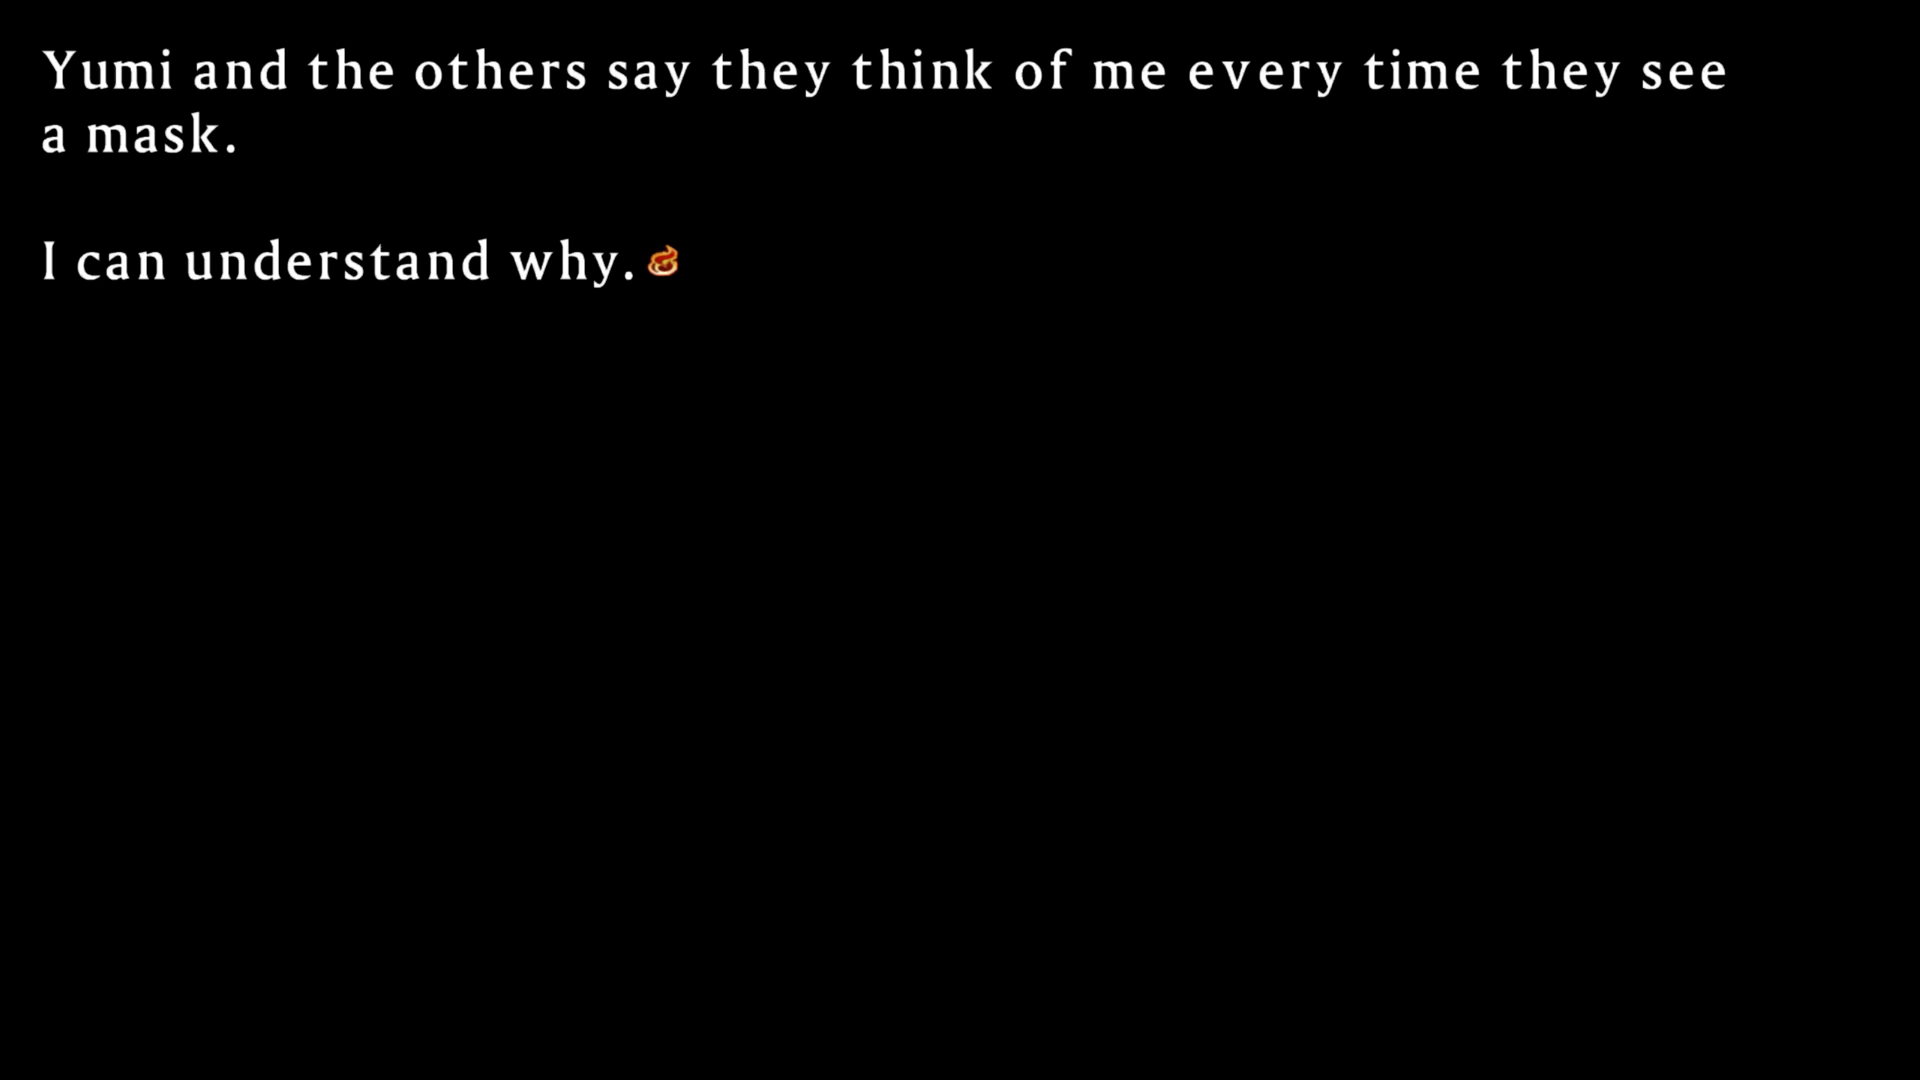 Yumi and the others say they think of me every time they see
a mask.
I can understand why.